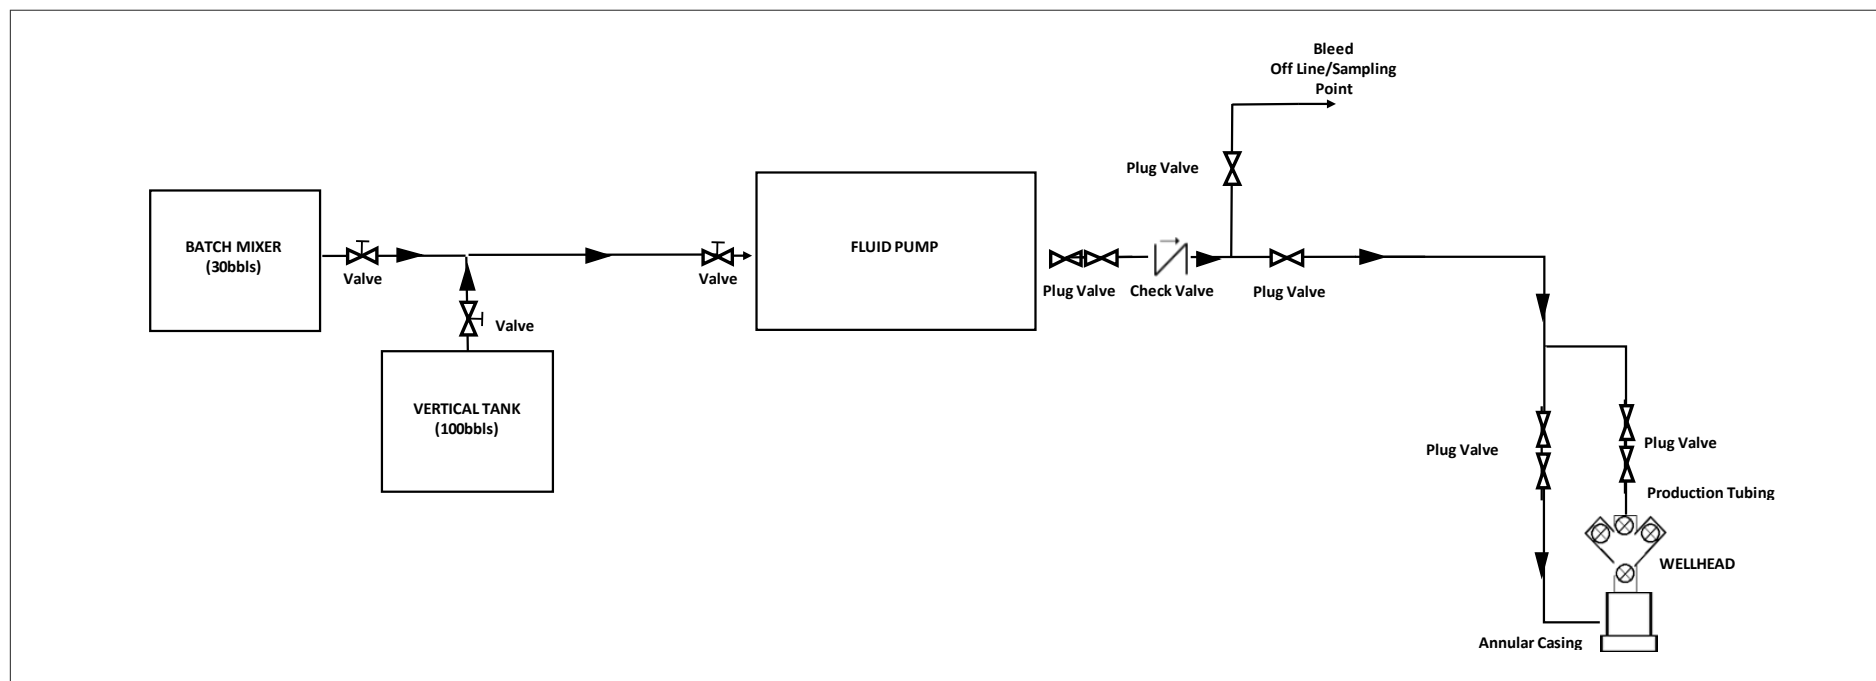 Bleed
Off Line/Sampling
Point
Plug Valve
BATCH MIXER
(30bbls)
Valve
Valve
FLUID PUMP
Plug Valve
Check Valve
Plug Valve
Valve
VERTICAL TANK
(100bbls)
Plug Valve
Plug Valve
Production Tubing
WELLHEAD
Annular Casing